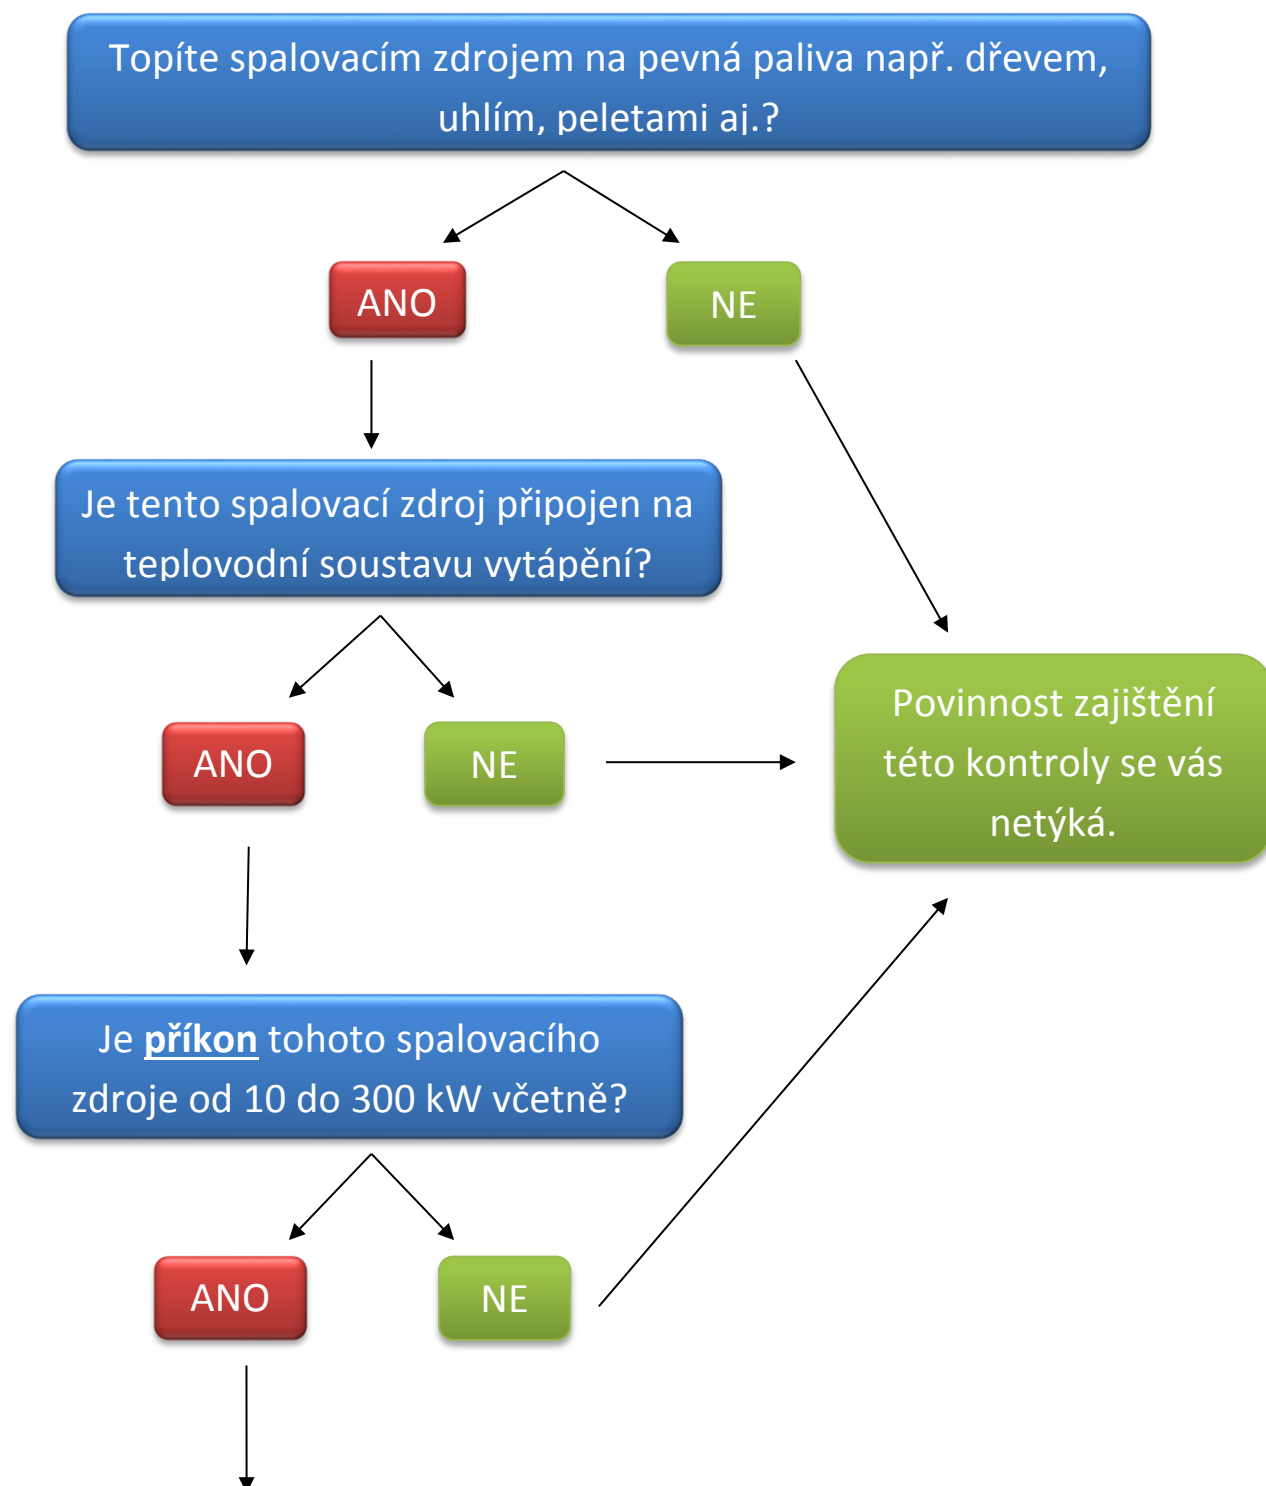 Topíte spalovacím zdrojem na pevná paliva např. dřevem,
uhlím, peletami aj.?
ANO
NE
Je tento spalovací zdroj připojen na
teplovodní soustavu vytápění?
ANO
NE
Povinnost zajištění
této kontroly se vás
netýká.
Je příkon tohoto spalovacího
zdroje od 10 do 300 kW včetně?
ANO
NE